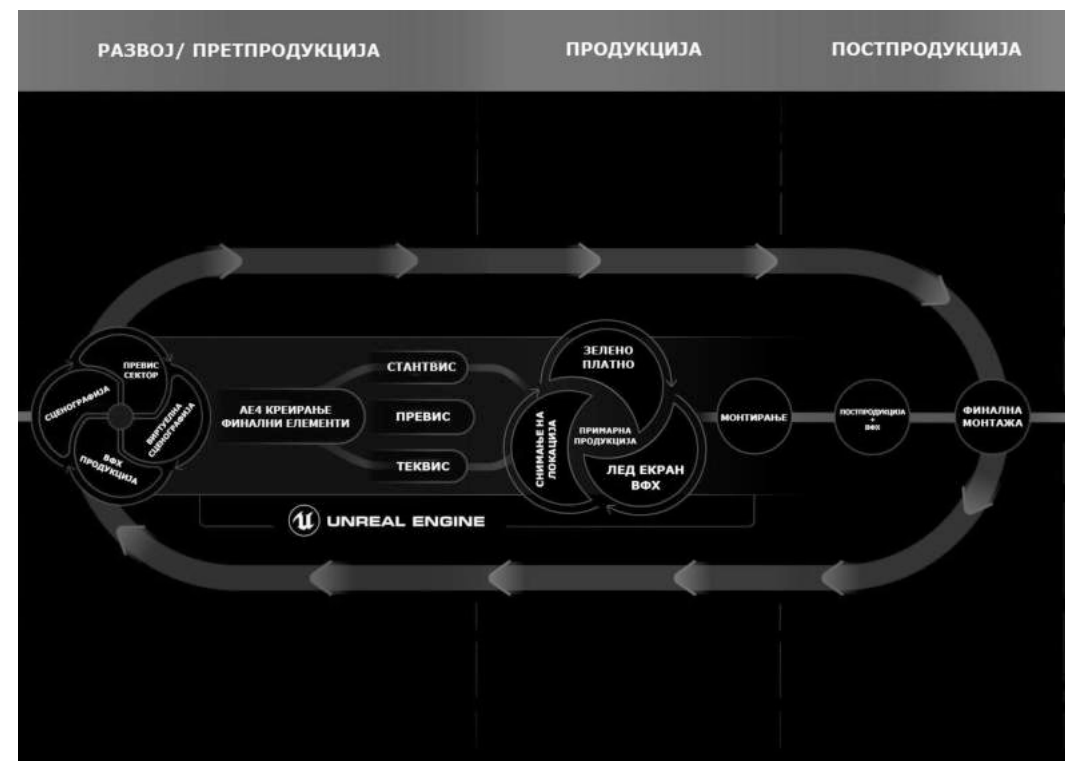 РАЗВОЈ/ ПРЕТПРОДУКЦИЈА
ПРОДУКЦИЈА
ПОСТПРОДУКЦИЈА
ПРЕВИС
СЕКТОР
СЦЕНОГРАФИЈА
ВИРТУЕЛНА
СЦЕНОГРАФИЈА
ВФХ
ПРОДУКЦИЈА
АЕ4 КРЕИРАЊЕ
ФИНАЛНИ ЕЛЕМЕНТИ
СТАНТВИС
ПРЕВИС
ТЕКВИС
ЗЕЛЕНО
ПЛАТНО
СНИМАЊЕ НА
ЛОКАЦИЈА
ПРИМАРНА
ПРОДУКЦИЈА
ЛЕД ЕКРАН
ВФХ
МОНТИРАЊЕ
ПОСТПРОДУКЦИЈА
+
ВФХ
ФИНАЛНА
МОНТАЖА
UNREAL ENGINE